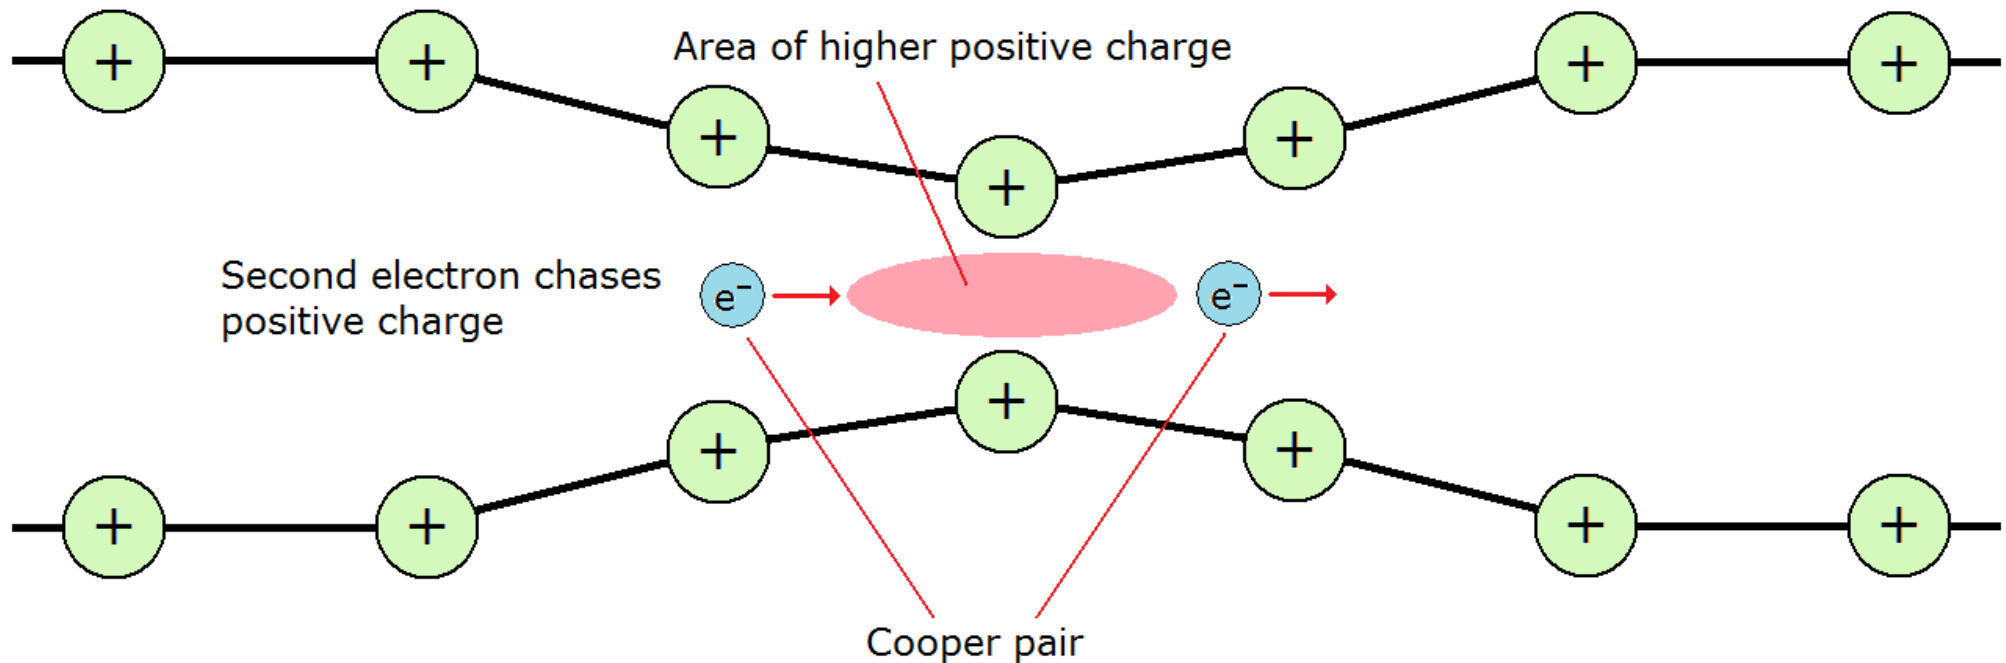 Area of higher positive charge
+ + + + + + +
Second electron chases
positive charge
e⁻ e⁻
+ + + + + + +
Cooper pair